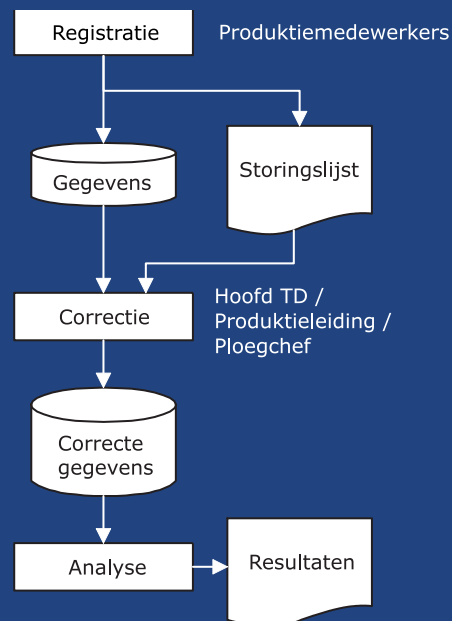 Registratie
Produktiemedewerkers
Gegevens
Storingslijst
Correctie
Hoofd TD /
Produktieleiding /
Ploegchef
Correcte
gegevens
Analyse
Resultaten